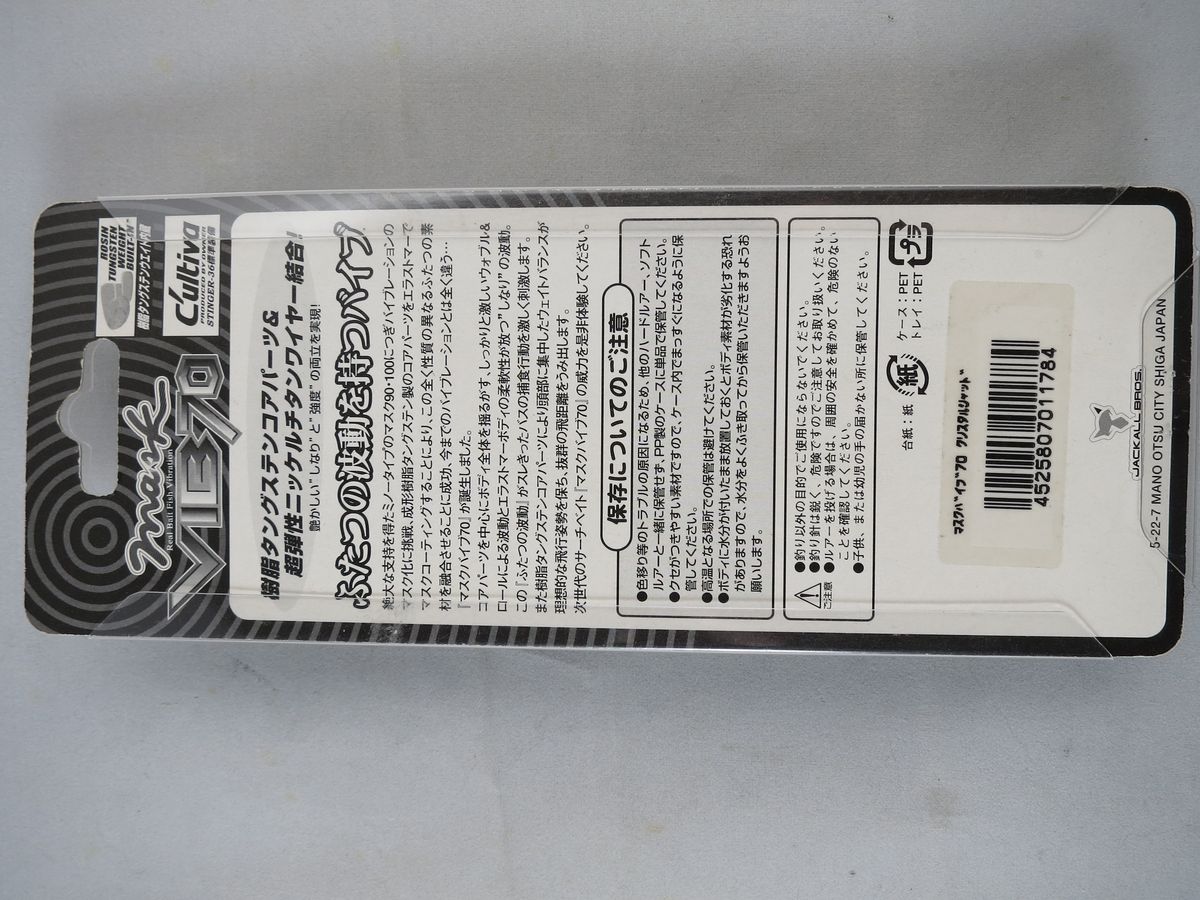 mask
Real Bait Fish Vibration
VIB70
ROSIN
TUNGSTEN
WEIGHT
BUILT-IN
樹脂タングステンウエイト内蔵
C'ultiva
PRODUCED BY OWNER
STINGER-36標準装備
樹脂タングステンコアパーツ&
超弾性ニッケルチタンワイヤー結合!
艶かしい"しなり"と"強度"の両立を実現!
ふたつの波動を持つバイブ
絶大な支持を得たミノータイプのマスク90・100につぎバイブレーションの
マスク化に挑戦、成形樹脂タングステン製のコアパーツをエラストマーで
マスクコーティングすることにより、この全く性質の異なるふたつの素
材を融合させることに成功、今までのバイブレーションとは全く違う…
『マスクバイブ70』が誕生しました。
コアパーツを中心にボディ全体を揺るがす、しっかりと激しいウォブル&
ロールによる波動とエラストマーボディの柔軟性が放つ"しなり"の波動。
この『ふたつの波動』がスレきったバスの捕食行動を激しく刺激します。
また樹脂タングステンコアパーツにより頭部に集中したウェイトバランスが
理想的な飛行姿勢を保ち、抜群の飛距離をうみ出します。
次世代のサーチベイト『マスクバイブ70』の威力を是非体験してください。
保存についてのご注意
●色移り等のトラブルの原因になるため、他のハードルアー、ソフト
ルアーと一緒に保管せず、PP製のケースに単品で保管してください。
●クセがつきやすい素材ですので、ケース内でまっすぐになるように保
管してください。
●高温となる場所での保管は避けてください。
●ボディに水分が付いたまま放置しておくとボディ素材が劣化する恐れ
がありますので、水分をよくふき取ってから保管いただきますようお
願いします。
ご注意
●釣り以外の目的でご使用にならないでください。
●釣り針は鋭く、危険ですのでご注意してお取り扱いください。
●ルアーを投げる場合は、周囲の安全を確かめて、危険のない
ことを確認してください。
●子供、または幼児の手の届かない所に保管してください。
台紙:紙
紙
ケース:PET
トレイ:PET
プラ
マスクバイブ70 クリスタルシャッド
4525807011784
JACKALL BROS.
5-22-7 MANO OTSU CITY SHIGA JAPAN